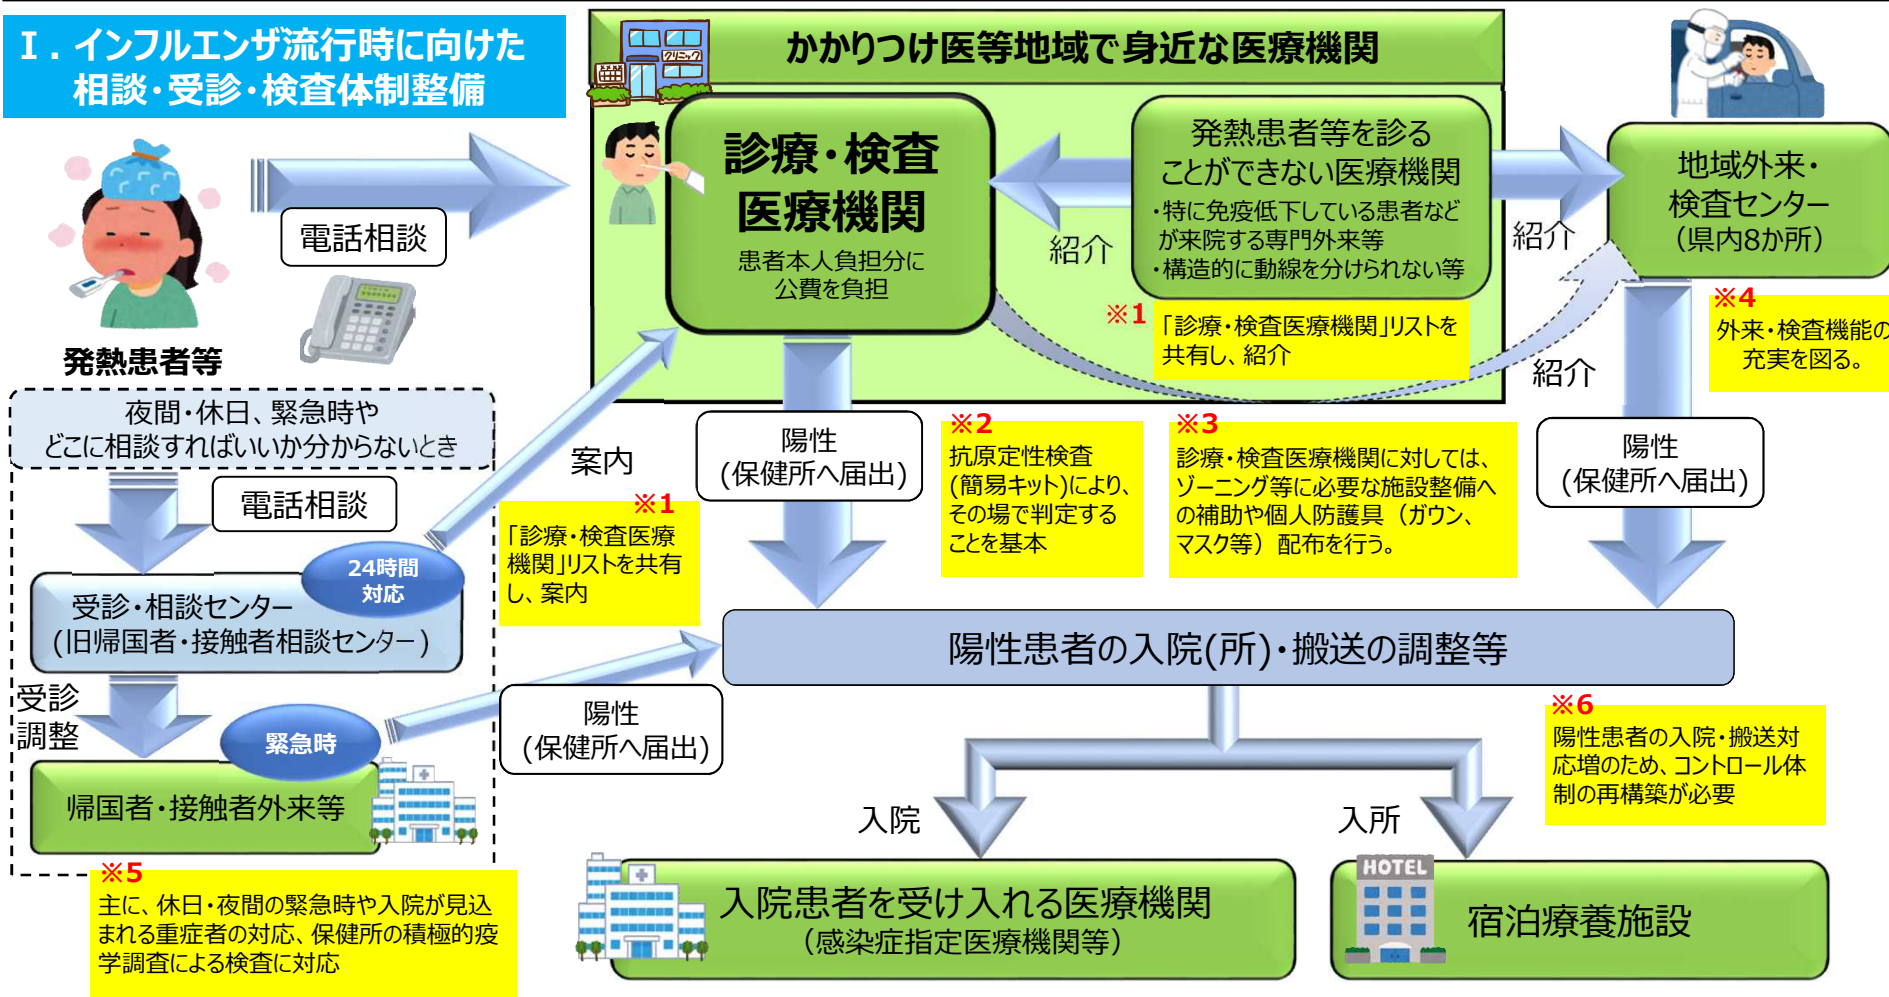 Ⅰ．インフルエンザ流行時に向けた
相談・受診・検査体制整備
かかりつけ医等地域で身近な医療機関
クリニック
診療・検査
医療機関
患者本人負担分に
公費を負担
発熱患者等を診る
ことができない医療機関
・特に免疫低下している患者など
が来院する専門外来等
・構造的に動線を分けられない等
地域外来・
検査センター
（県内8か所）
電話相談
紹介
紹介
※1
「診療・検査医療機関」リストを
共有し、紹介
紹介
※4
外来・検査機能の
充実を図る。
発熱患者等
夜間・休日、緊急時や
どこに相談すればいいか分からないとき
電話相談
案内
※1
「診療・検査医療
機関」リストを共有
し、案内
陽性
(保健所へ届出)
※2
抗原定性検査
(簡易キット)により、
その場で判定する
ことを基本
※3
診療・検査医療機関に対しては、
ゾーニング等に必要な施設整備へ
の補助や個人防護具（ガウン、
マスク等）配布を行う。
陽性
(保健所へ届出)
24時間
対応
受診・相談センター
(旧帰国者・接触者相談センター)
陽性患者の入院(所)・搬送の調整等
受診
調整
緊急時
陽性
(保健所へ届出)
帰国者・接触者外来等
※6
陽性患者の入院・搬送対
応増のため、コントロール体
制の再構築が必要
入院
入所
※5
主に、休日・夜間の緊急時や入院が見込
まれる重症者の対応、保健所の積極的疫
学調査による検査に対応
入院患者を受け入れる医療機関
（感染症指定医療機関等）
HOTEL
宿泊療養施設